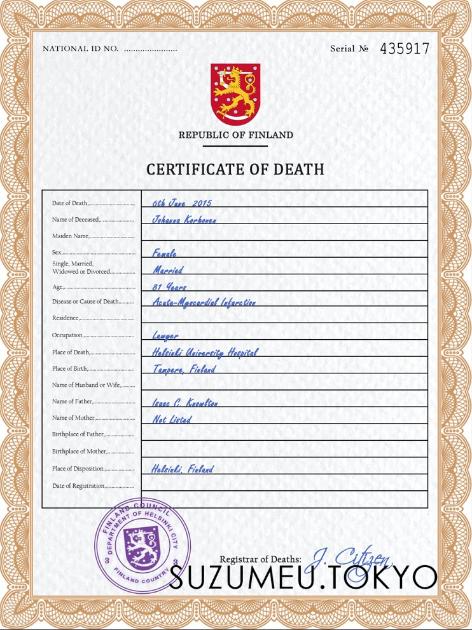 NATIONAL ID NO. ........................
Serial № 435917
REPUBLIC OF FINLAND
CERTIFICATE OF DEATH
Date of Death................. 6th June 2015
Name of Deceased........ Johanna Korhonen
Maiden Name...................
Sex................................... Female
Single, Married,
Widowed or Divorced..... Married
Age................................... 81 Years
Disease or Cause of Death....... Acute-Myocardial Infarction
Residence........................
Occupation..................... Lawyer
Place of Death................. Helsinki University Hospital
Place of Birth.................. Tampere, Finland
Name of Husband or Wife,......
Name of Father................ Isaac C. Knowlton
Name of Mother.............. Not Listed
Birthplace of Father..........
Birthplace of Mother.........
Place of Disposition.......... Helsinki, Finland
Date of Registration...........
FINLAND COUNCIL
DEPARTMENT OF HELSINKI CITY
FINLAND COUNTRY
Registrar of Deaths: J. Citizen
SUZUMEU.TOKYO